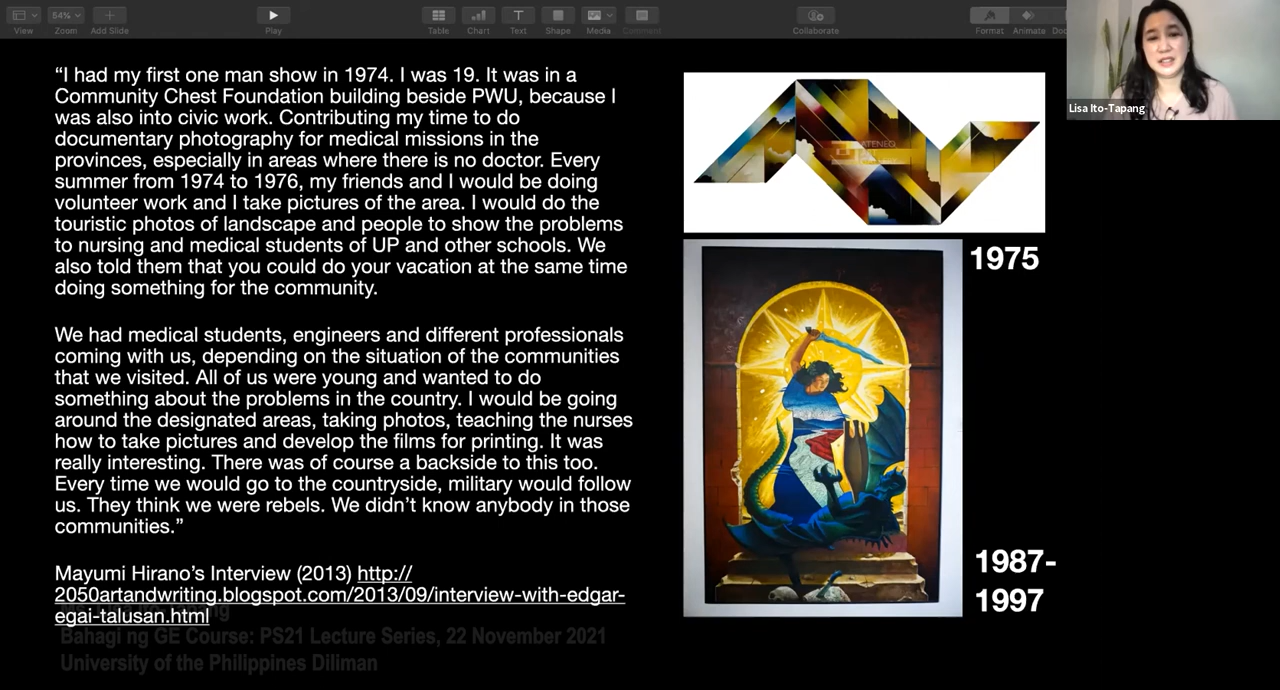 54%
View
Zoom
Add Slide
Play
Table
Chart
Text
Shape
Media
Comment
Collaborate
Format
Animate
Lisa Ito-Tapang
“I had my first one man show in 1974. I was 19. It was in a
Community Chest Foundation building beside PWU, because I
was also into civic work. Contributing my time to do
documentary photography for medical missions in the
provinces, especially in areas where there is no doctor. Every
summer from 1974 to 1976, my friends and I would be doing
volunteer work and I take pictures of the area. I would do the
touristic photos of landscape and people to show the problems
to nursing and medical students of UP and other schools. We
also told them that you could do your vacation at the same time
doing something for the community.
We had medical students, engineers and different professionals
coming with us, depending on the situation of the communities
that we visited. All of us were young and wanted to do
something about the problems in the country. I would be going
around the designated areas, taking photos, teaching the nurses
how to take pictures and develop the films for printing. It was
really interesting. There was of course a backside to this too.
Every time we would go to the countryside, military would follow
us. They think we were rebels. We didn’t know anybody in those
communities.”
Mayumi Hirano’s Interview (2013) http://
2050artandwriting.blogspot.com/2013/09/interview-with-edgar-
egai-talusan.html
Bahagi ng GE Course: PS21 Lecture Series, 22 November 2021
University of the Philippines Diliman
ATENEO
1975
1987-
1997